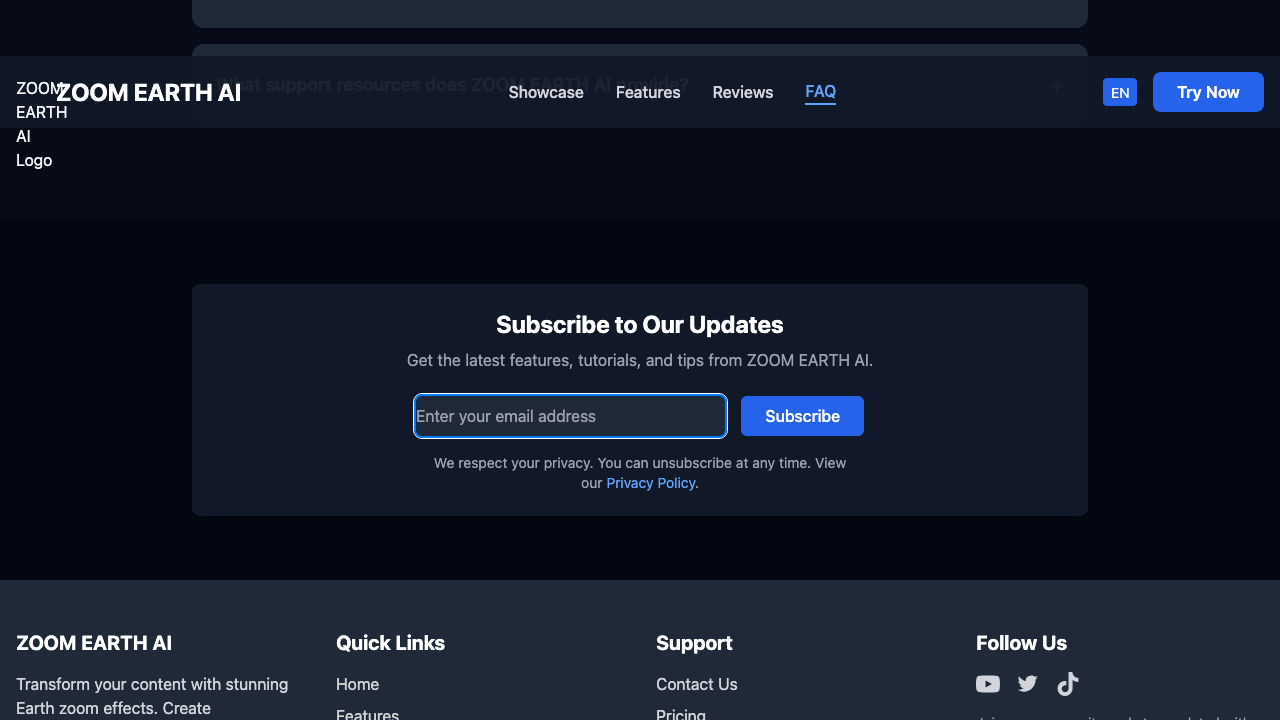 What support resources does ZOOM EARTH AI provide?
ZOOM
EARTH
AI
Logo
ZOOM EARTH AI
Showcase
Features
Reviews
FAQ
EN
Try Now
Subscribe to Our Updates
Get the latest features, tutorials, and tips from ZOOM EARTH AI.
Enter your email address
Subscribe
We respect your privacy. You can unsubscribe at any time. View
our Privacy Policy.
ZOOM EARTH AI
Transform your content with stunning
Earth zoom effects. Create
Quick Links
Home
Features
Support
Contact Us
Pricing
Follow Us